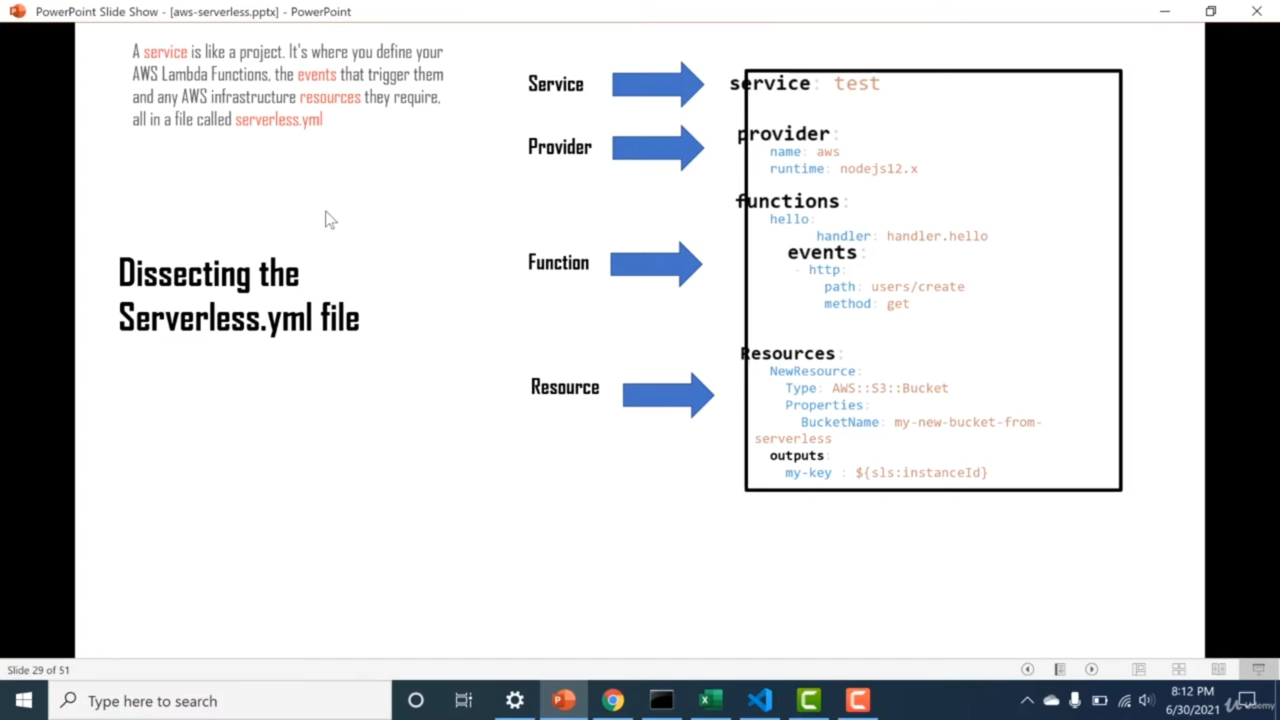 PowerPoint Slide Show - [aws-serverless.pptx] - PowerPoint
A service is like a project. It's where you define your
AWS Lambda Functions, the events that trigger them
and any AWS infrastructure resources they require,
all in a file called serverless.yml
Dissecting the
Serverless.yml file
Service
Provider
Function
Resource
service: test
provider:
name: aws
runtime: nodejs12.x
functions:
hello:
handler: handler.hello
events:
- http:
path: users/create
method: get
Resources:
NewResource:
Type: AWS::S3::Bucket
Properties:
BucketName: my-new-bucket-from-
serverless
outputs:
my-key : ${sls:instanceId}
Slide 29 of 51
Type here to search
8:12 PM
6/30/2021
Udemy